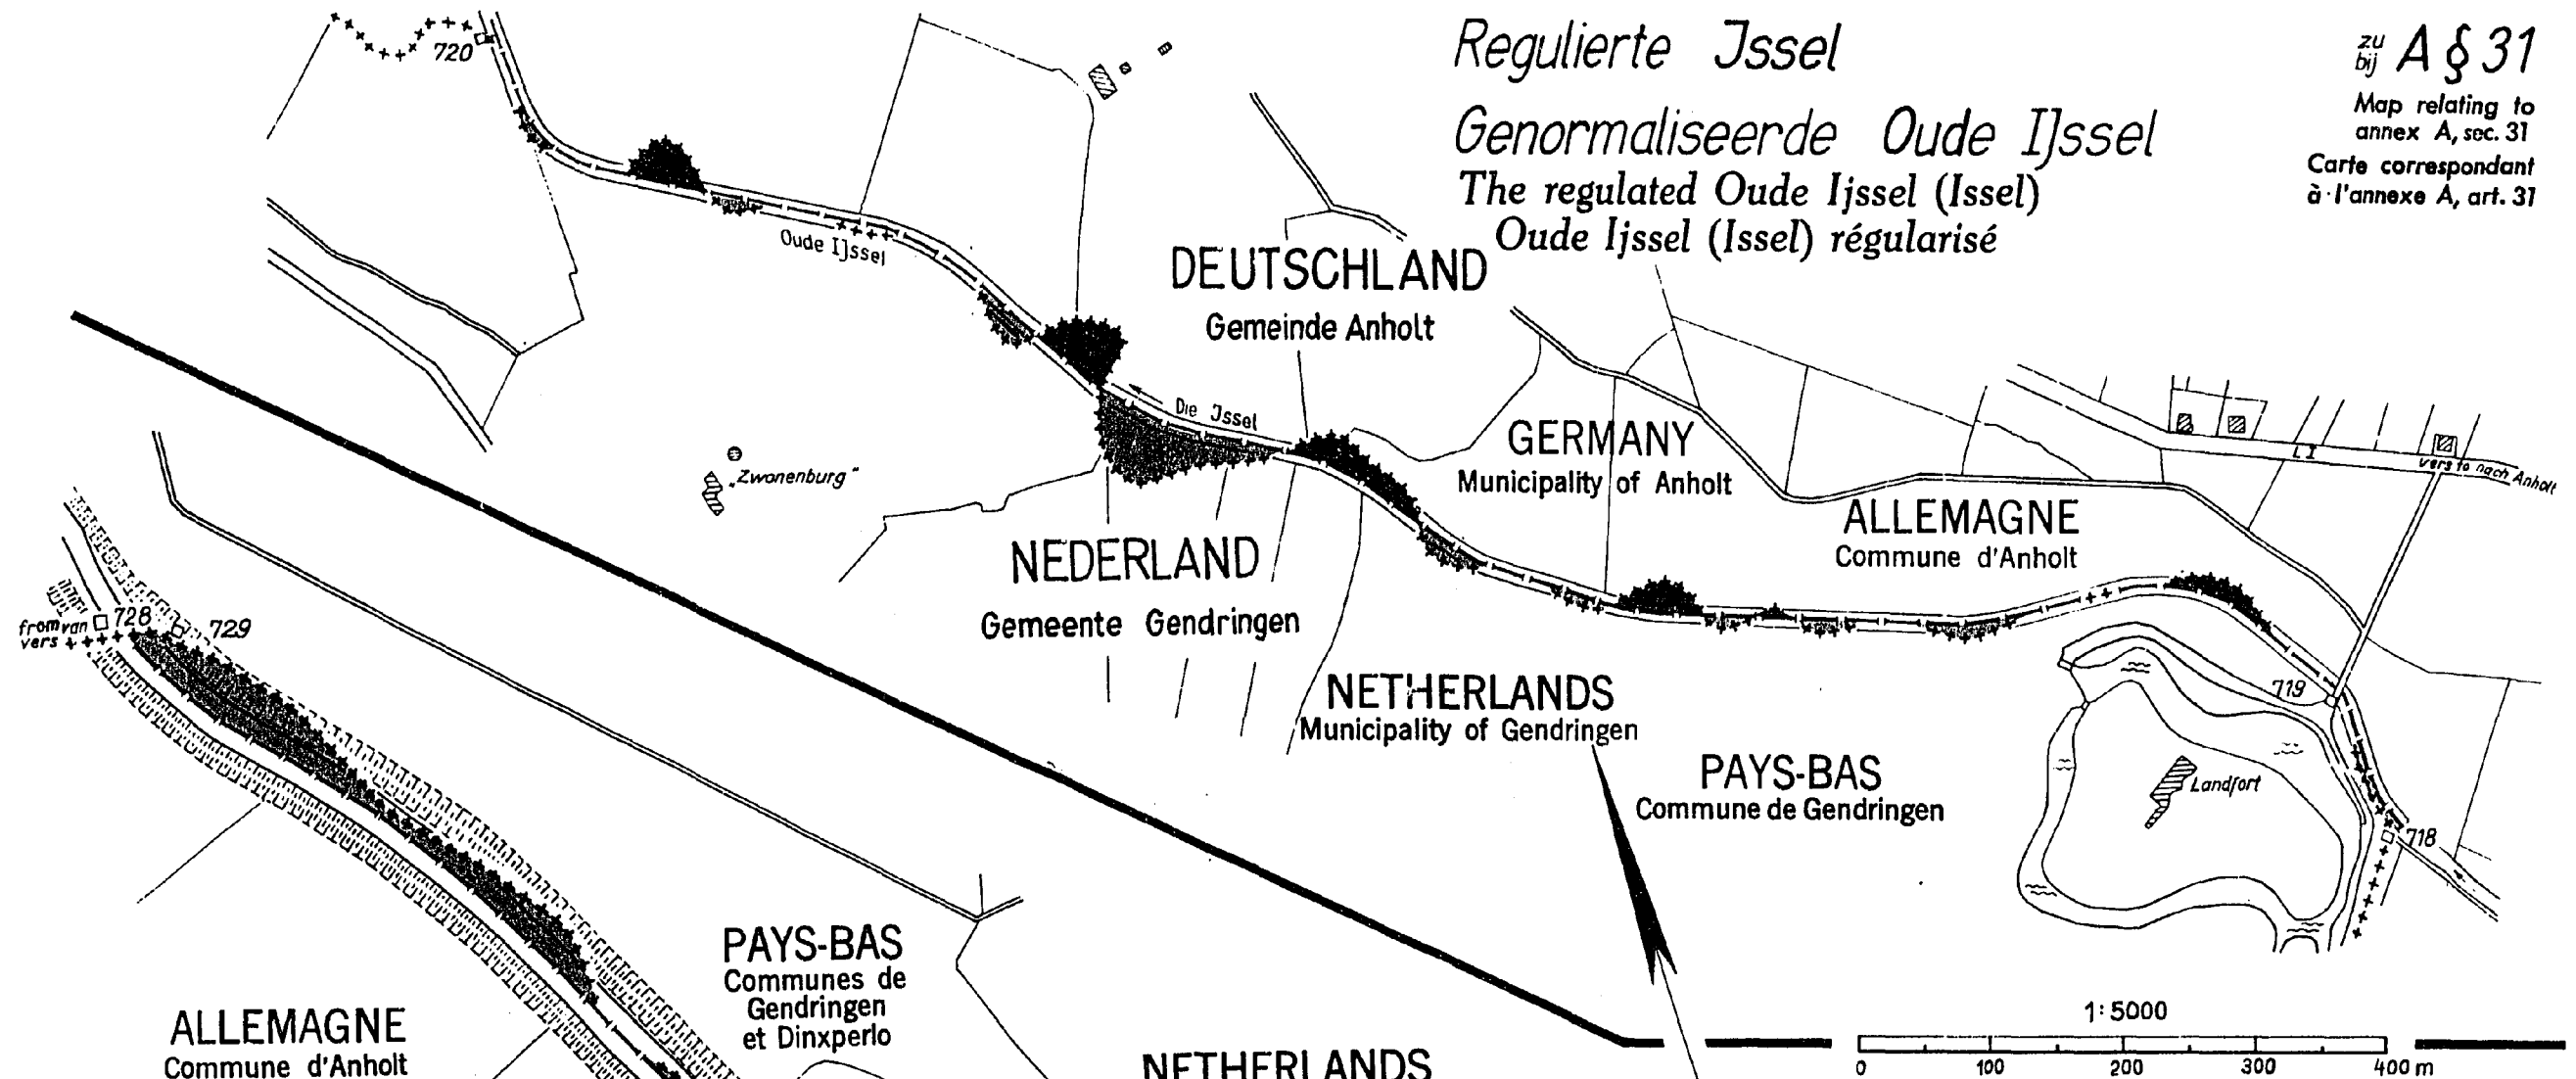 Regulierte Jssel
Genormaliseerde Oude IJssel
The regulated Oude Ijssel (Issel)
Oude Ijssel (Issel) régularisé
zu
bij A § 31
Map relating to
annex A, sec. 31
Carte correspondant
à l'annexe A, art. 31
720
Oude IJssel
DEUTSCHLAND
Gemeinde Anholt
Die Jssel
GERMANY
Municipality of Anholt
vers to nach Anholt
„Zwanenburg"
ALLEMAGNE
Commune d'Anholt
NEDERLAND
Gemeente Gendringen
from van
vers
728
729
NETHERLANDS
Municipality of Gendringen
719
PAYS-BAS
Commune de Gendringen
Landfort
718
PAYS-BAS
Communes de
Gendringen
et Dinxperlo
ALLEMAGNE
Commune d'Anholt
NETHERLANDS
1:5000
0 100 200 300 400 m